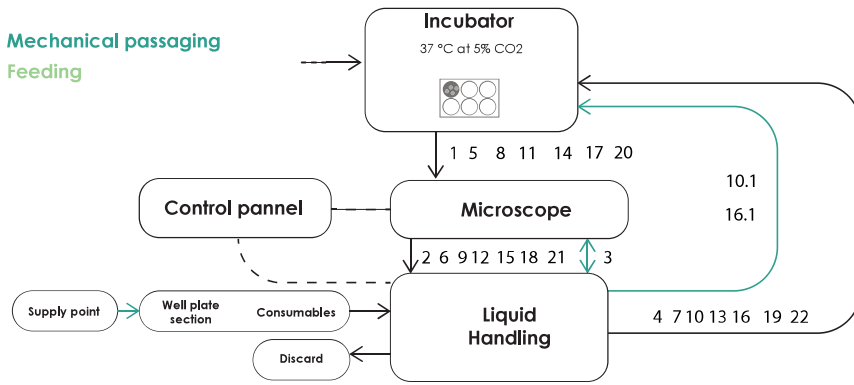 Incubator
37 °C at 5% CO2
Mechanical passaging
Feeding
1 5 8 11 14 17 20
10.1
16.1
Control pannel
Microscope
2 6 9 12 15 18 21
3
Supply point
Well plate
section
Consumables
Liquid
Handling
4 7 10 13 16 19 22
Discard